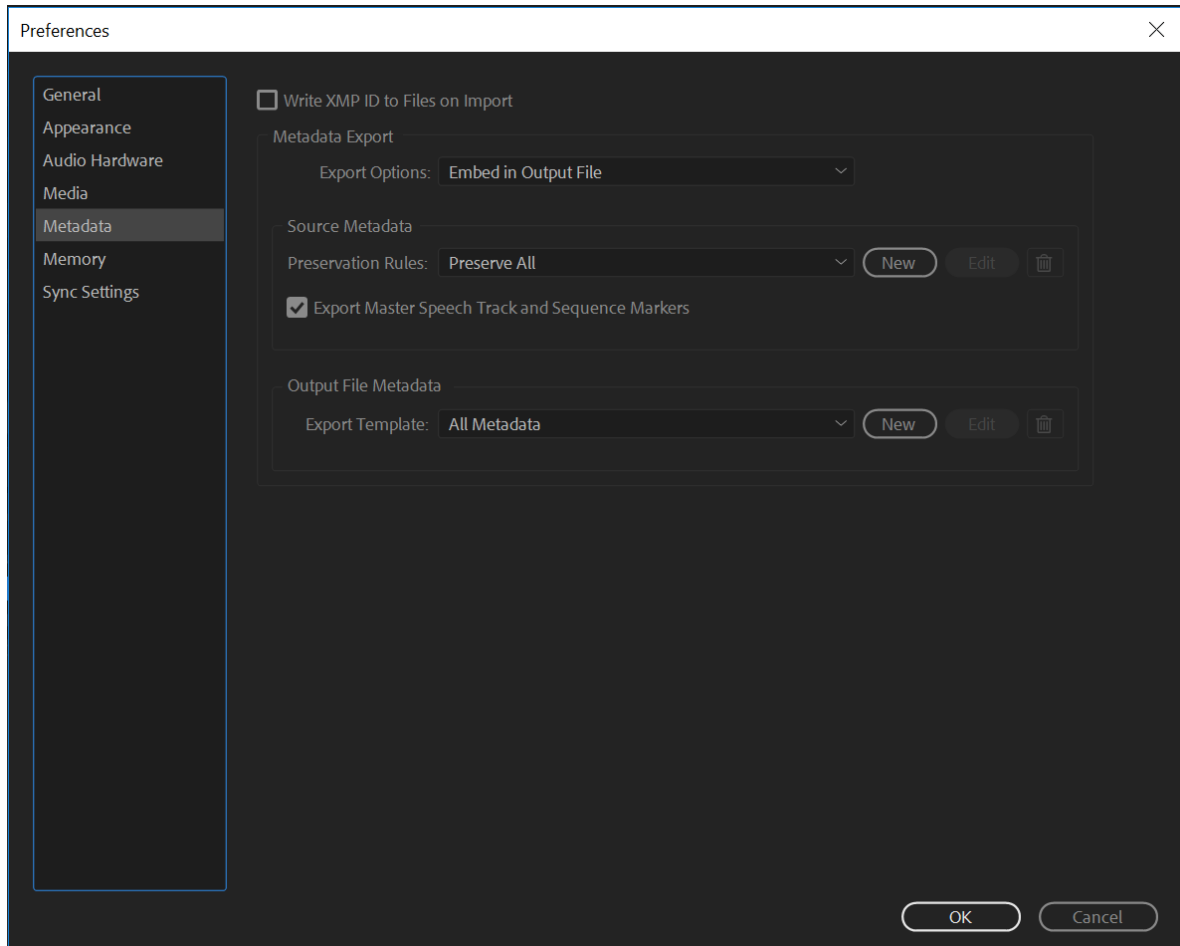 Preferences
General
Appearance
Audio Hardware
Media
Metadata
Memory
Sync Settings
Write XMP ID to Files on Import
Metadata Export
Export Options: Embed in Output File
Source Metadata
Preservation Rules: Preserve All New Edit
Export Master Speech Track and Sequence Markers
Output File Metadata
Export Template: All Metadata New Edit
OK Cancel